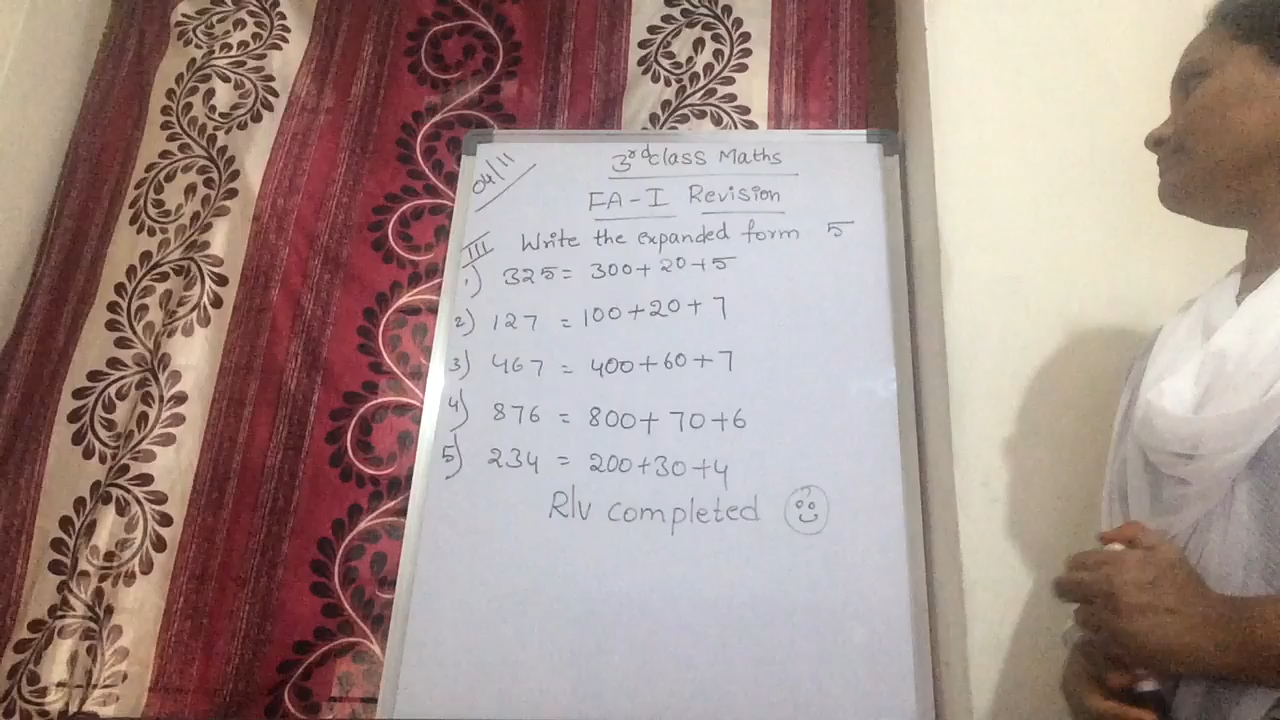 04/11
3rd class Maths
FA-I Revision
III Write the expanded form 5
1) 325 = 300+20+5
2) 127 = 100+20+7
3) 467 = 400+60+7
4) 876 = 800+70+6
5) 234 = 200+30+4
R/v completed